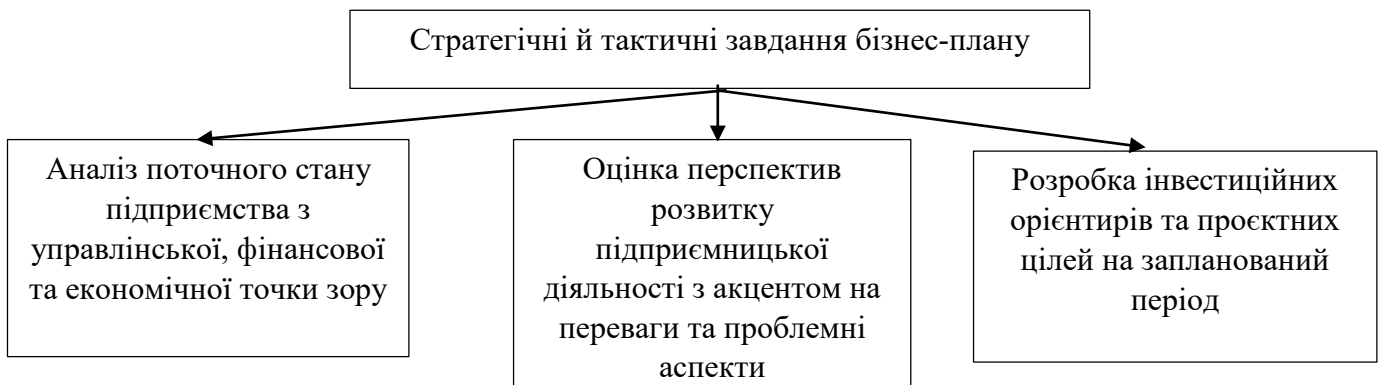 Стратегічні й тактичні завдання бізнес-плану
Аналіз поточного стану
підприємства з
управлінської, фінансової
та економічної точки зору
Оцінка перспектив
розвитку
підприємницької
діяльності з акцентом на
переваги та проблемні
аспекти
Розробка інвестиційних
орієнтирів та проєктних
цілей на запланований
період